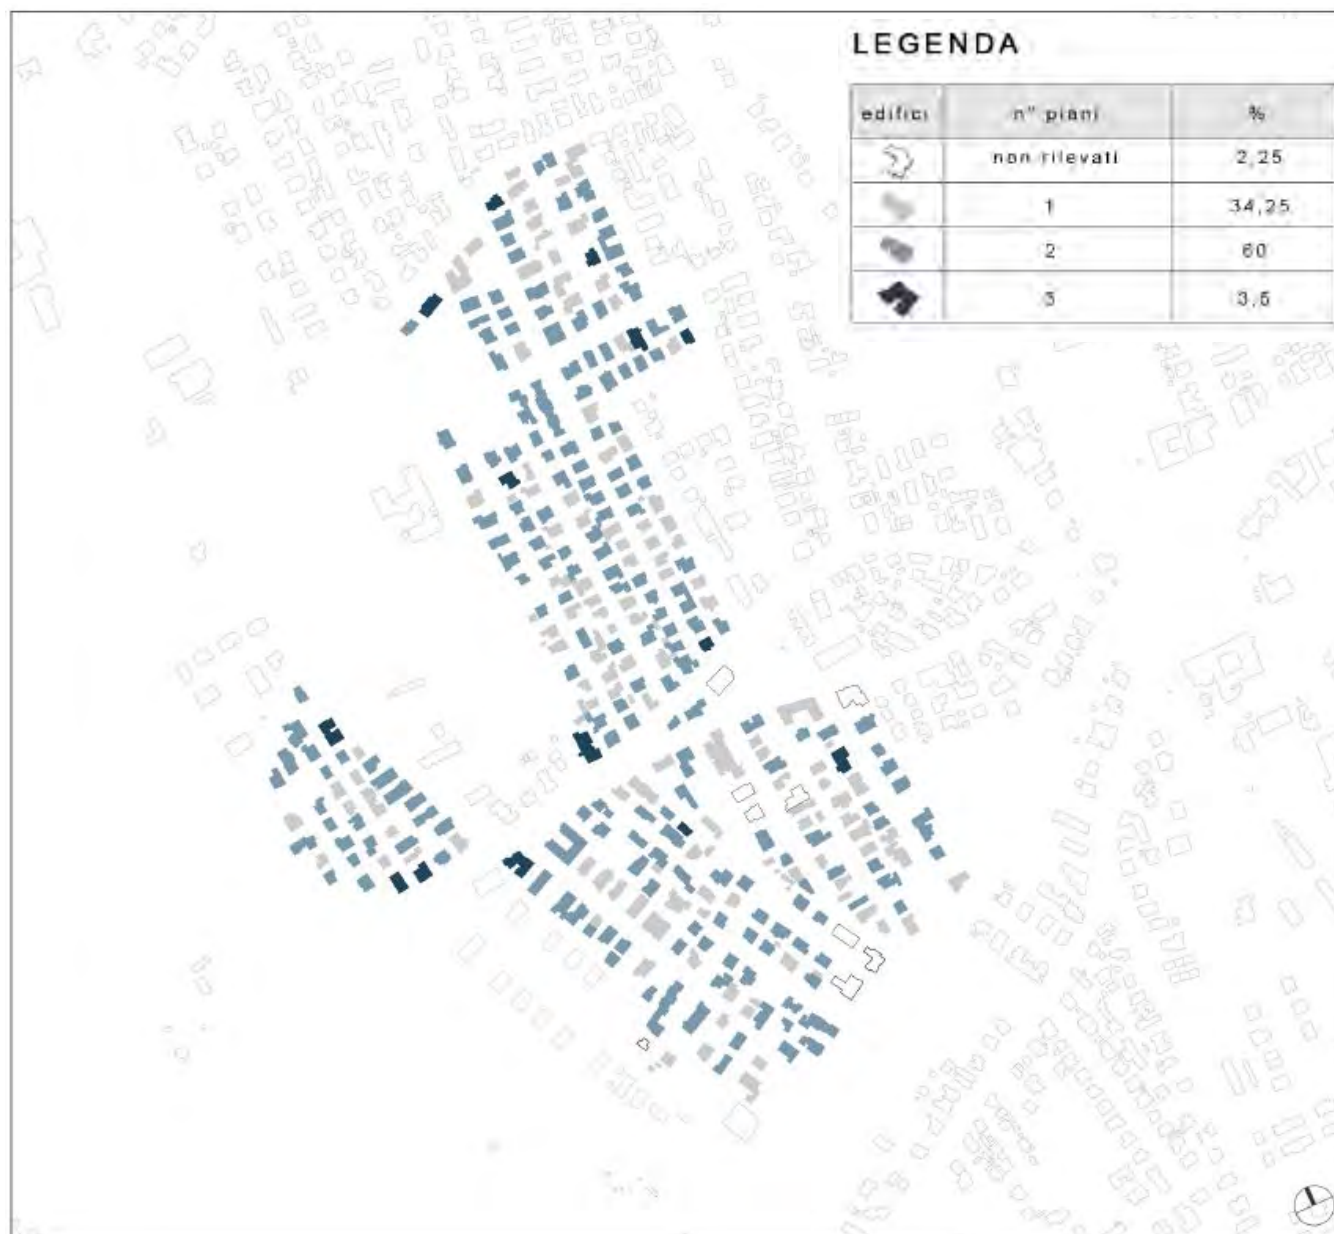 LEGENDA
edifici n° piani %
non rilevati 2,25
1 34,25
2 60
3 3,5